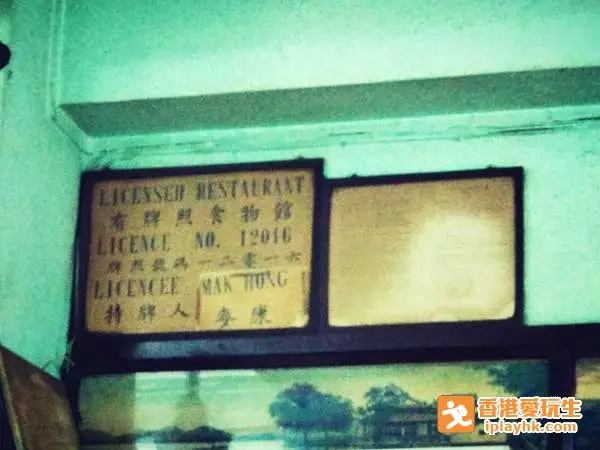 LICENSED RESTAURANT
有牌照食物館
LICENCE NO. 12016
牌照號碼一二零一六
LICENCEE MAK HONG
持牌人 麥康
香港愛玩生
iplayhk.com